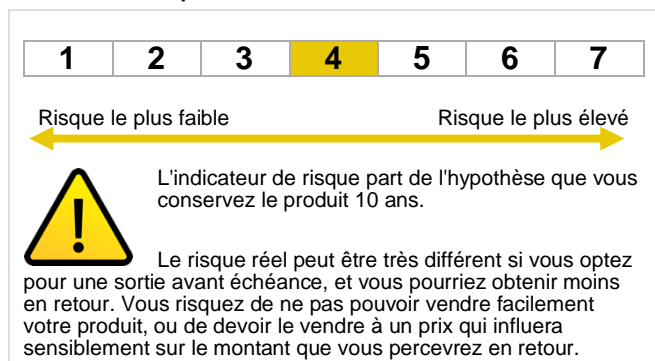 1 2 3 4 5 6 7
Risque le plus faible Risque le plus élevé
L'indicateur de risque part de l'hypothèse que vous
conservez le produit 10 ans.
Le risque réel peut être très différent si vous optez
pour une sortie avant échéance, et vous pourriez obtenir moins
en retour. Vous risquez de ne pas pouvoir vendre facilement
votre produit, ou de devoir le vendre à un prix qui influera
sensiblement sur le montant que vous percevrez en retour.